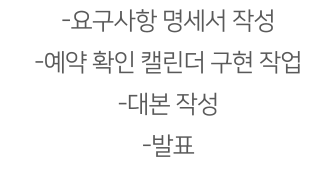 -요구사항 명세서 작성
-예약 확인 캘린더 구현 작업
-대본 작성
-발표